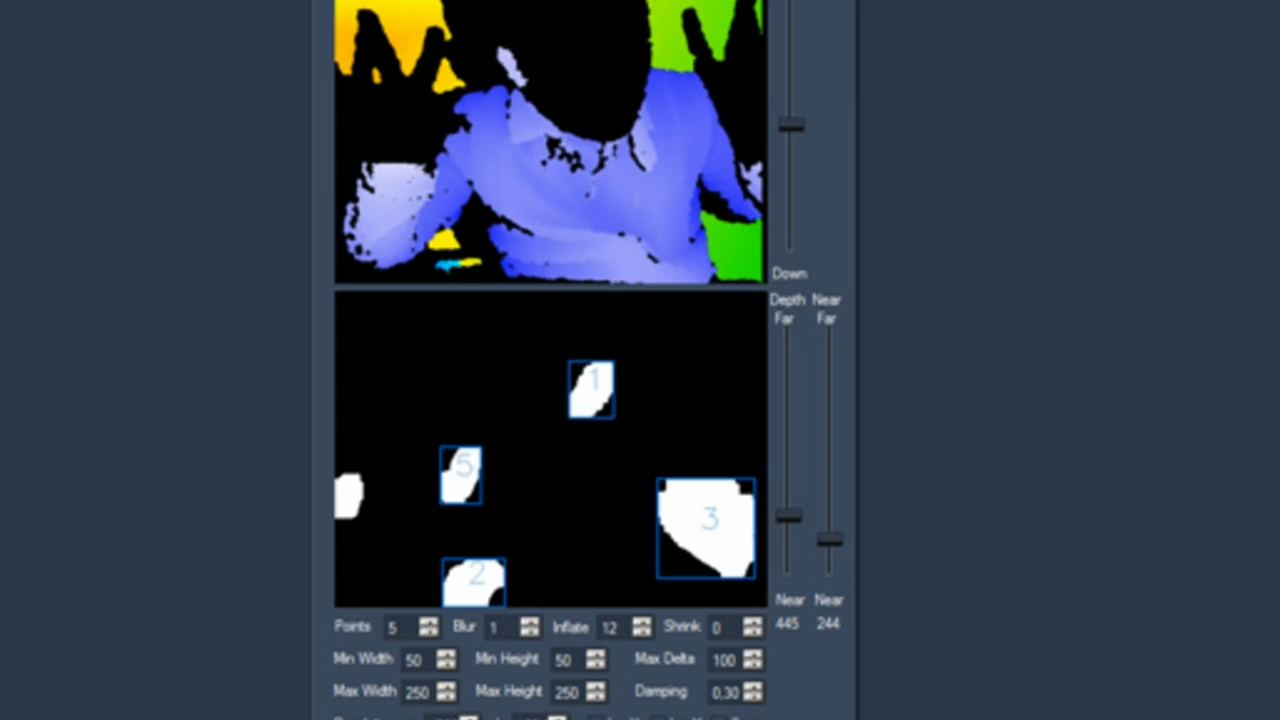 Down
Depth Near
Far Far
1
5
3
2
Near Near
445 244
Points 5 Blur 1 Inflate 12 Shrink 0
Min Width 50 Min Height 50 Max Delta 100
Max Width 250 Max Height 250 Damping 0,30